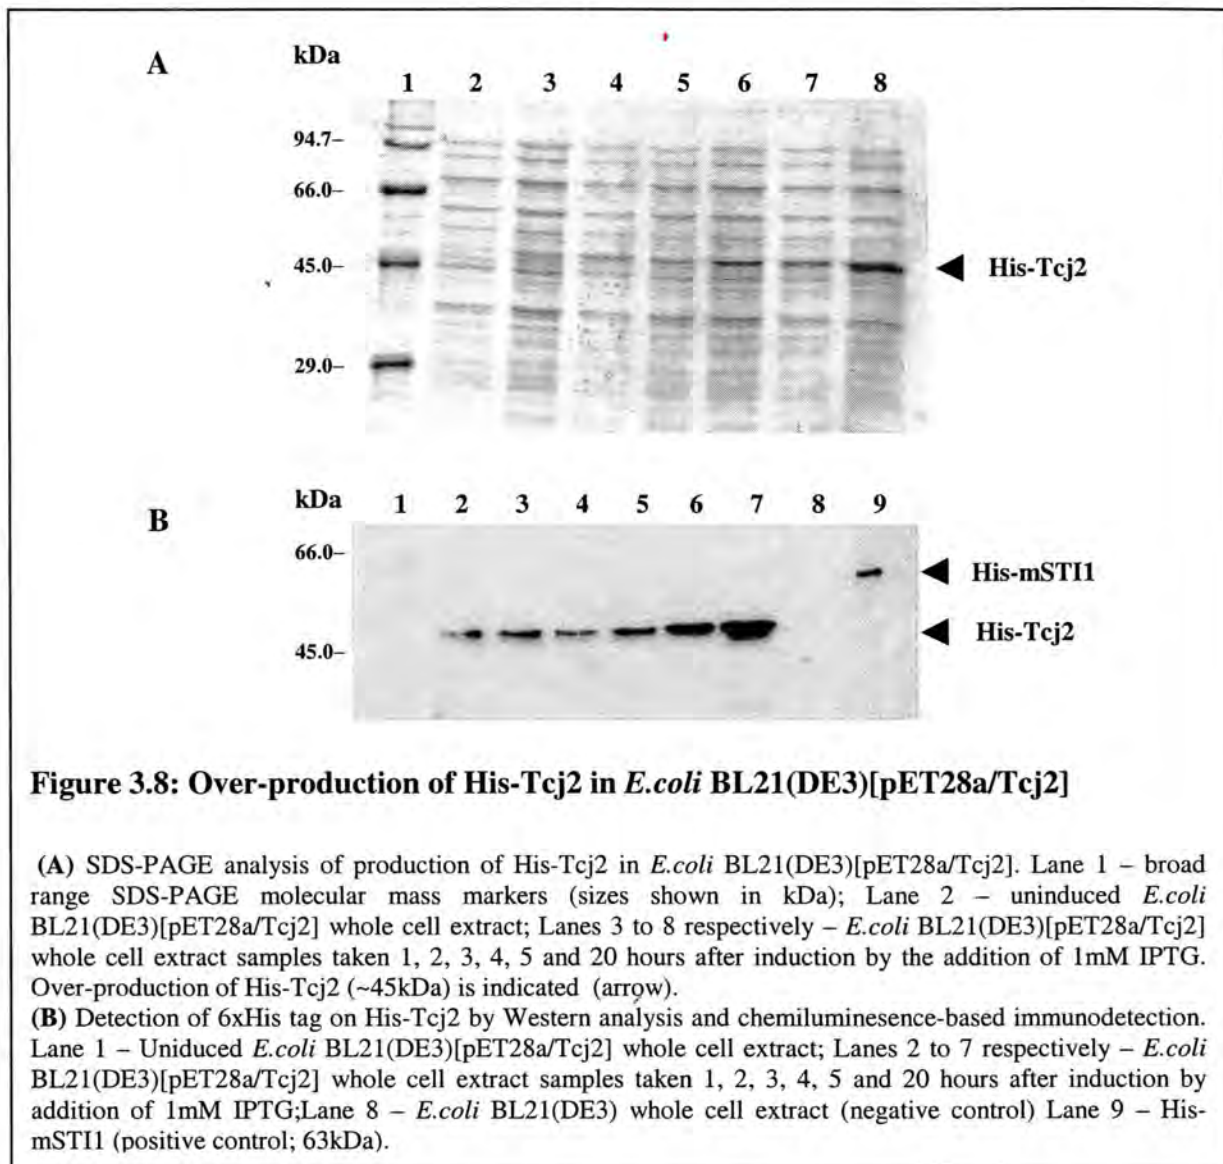 A
kDa
1 2 3 4 5 6 7 8
94.7–
66.0–
45.0–
His-Tcj2
29.0–
B
kDa
1 2 3 4 5 6 7 8 9
66.0–
His-mSTI1
His-Tcj2
45.0–
Figure 3.8: Over-production of His-Tcj2 in E.coli BL21(DE3)[pET28a/Tcj2]
(A) SDS-PAGE analysis of production of His-Tcj2 in E.coli BL21(DE3)[pET28a/Tcj2]. Lane 1 – broad
range SDS-PAGE molecular mass markers (sizes shown in kDa); Lane 2 – uninduced E.coli
BL21(DE3)[pET28a/Tcj2] whole cell extract; Lanes 3 to 8 respectively – E.coli BL21(DE3)[pET28a/Tcj2]
whole cell extract samples taken 1, 2, 3, 4, 5 and 20 hours after induction by the addition of 1mM IPTG.
Over-production of His-Tcj2 (~45kDa) is indicated (arrow).
(B) Detection of 6xHis tag on His-Tcj2 by Western analysis and chemiluminesence-based immunodetection.
Lane 1 – Uniduced E.coli BL21(DE3)[pET28a/Tcj2] whole cell extract; Lanes 2 to 7 respectively – E.coli
BL21(DE3)[pET28a/Tcj2] whole cell extract samples taken 1, 2, 3, 4, 5 and 20 hours after induction by
addition of 1mM IPTG;Lane 8 – E.coli BL21(DE3) whole cell extract (negative control) Lane 9 – His-
mSTI1 (positive control; 63kDa).